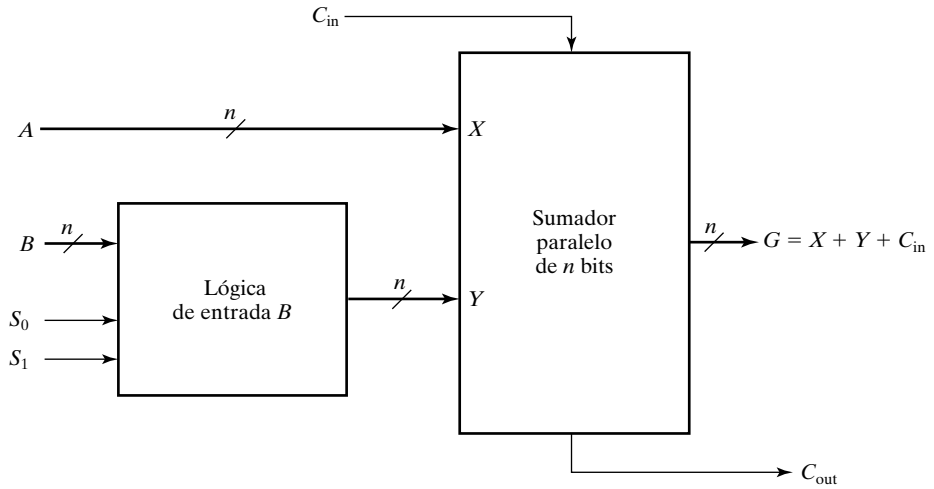 C_in
n
A
X
n
B
Lógica
de entrada B
S_0
S_1
n
Y
Sumador
paralelo
de n bits
n
G = X + Y + C_in
C_out